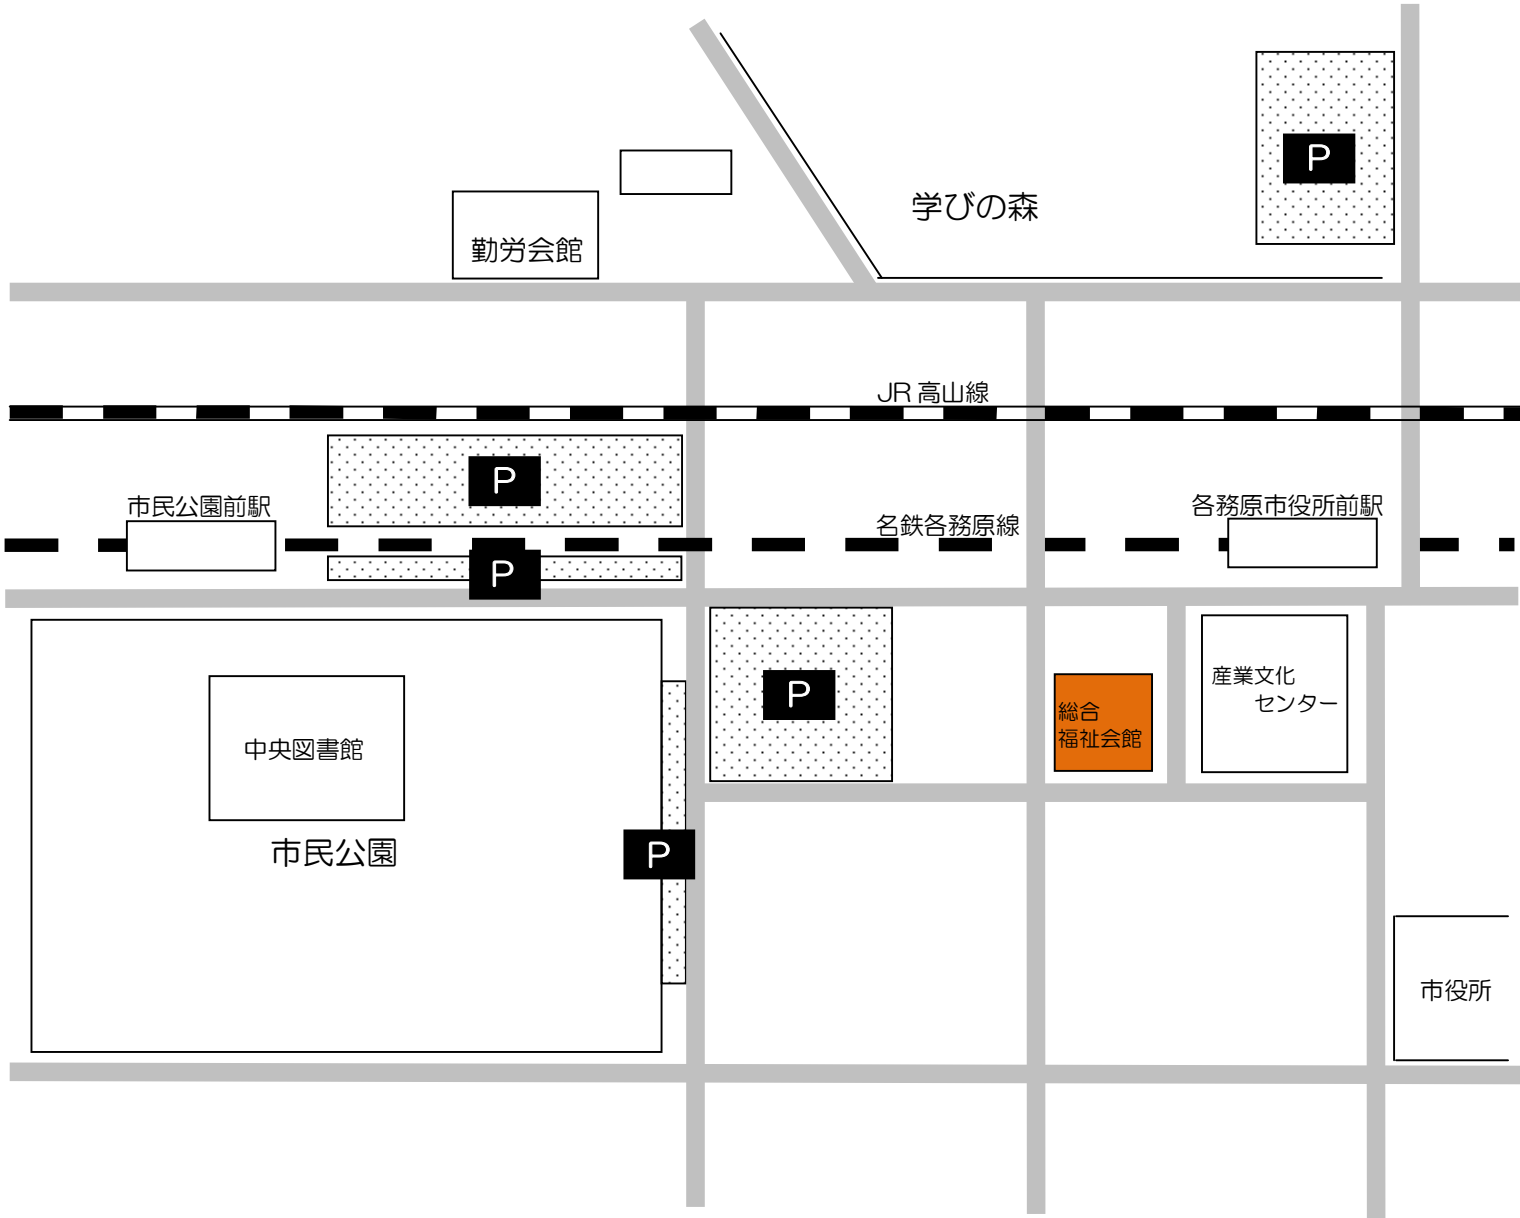 P
学びの森
勤労会館
JR 高山線
P
市民公園前駅
各務原市役所前駅
名鉄各務原線
P
P
産業文化
センター
総合
福祉会館
中央図書館
市民公園
P
市役所